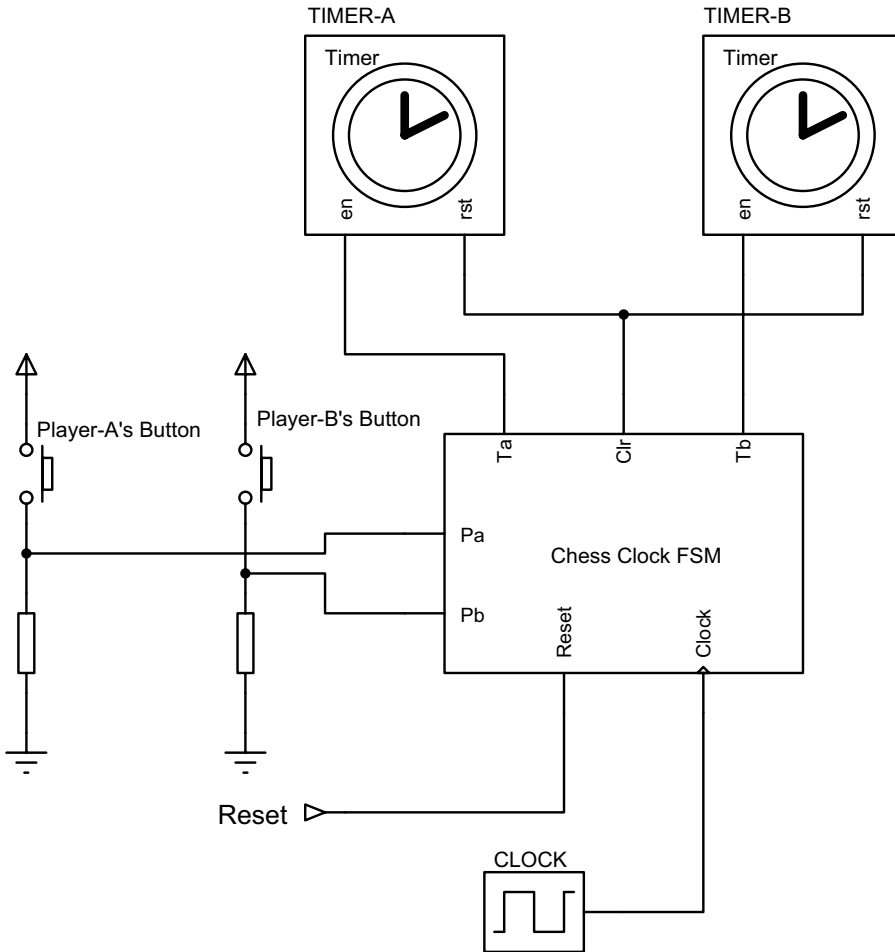 TIMER-A
TIMER-B
Timer
Timer
en
rst
en
rst
Player-A's Button
Player-B's Button
Ta
Clr
Tb
Pa
Chess Clock FSM
Pb
Reset
Clock
Reset
CLOCK